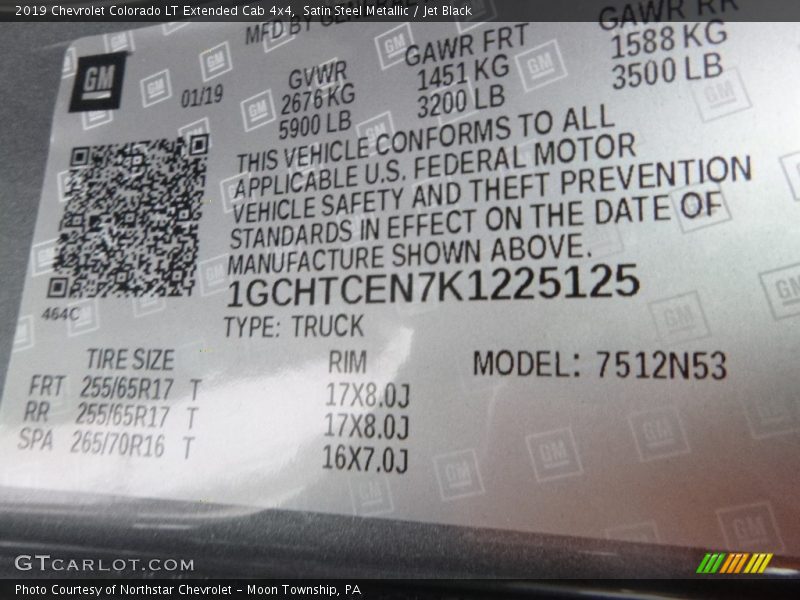 2019 Chevrolet Colorado LT Extended Cab 4x4, Satin Steel Metallic / Jet Black
MFD BY GENERAL
GM
01/19
GVWR
2676 KG
5900 LB
GAWR FRT
1451 KG
3200 LB
GAWR RR
1588 KG
3500 LB
THIS VEHICLE CONFORMS TO ALL
APPLICABLE U.S. FEDERAL MOTOR
VEHICLE SAFETY AND THEFT PREVENTION
STANDARDS IN EFFECT ON THE DATE OF
MANUFACTURE SHOWN ABOVE.
1GCHTCEN7K1225125
464C
TYPE: TRUCK
TIRE SIZE RIM MODEL: 7512N53
FRT 255/65R17 T 17X8.0J
RR 255/65R17 T 17X8.0J
SPA 265/70R16 T 16X7.0J
GTCARLOT.COM
Photo Courtesy of Northstar Chevrolet - Moon Township, PA